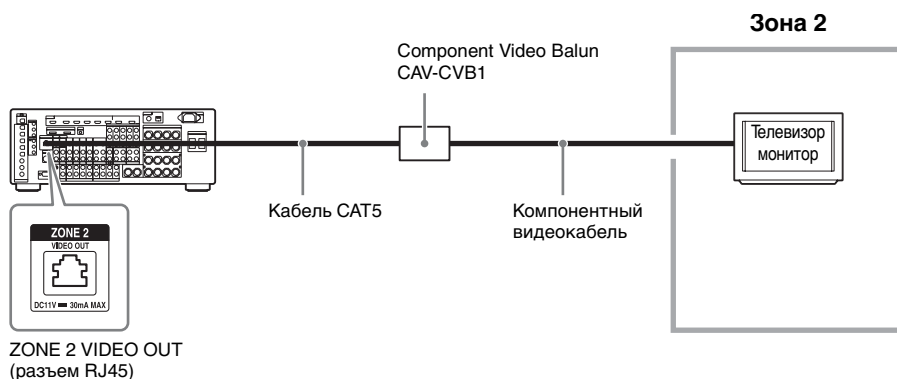 Зона 2
Component Video Balun
CAV-CVB1
Телевизор
монитор
Кабель CAT5
Компонентный
видеокабель
ZONE 2
VIDEO OUT
DC11V 30mA MAX
ZONE 2 VIDEO OUT
(разъем RJ45)